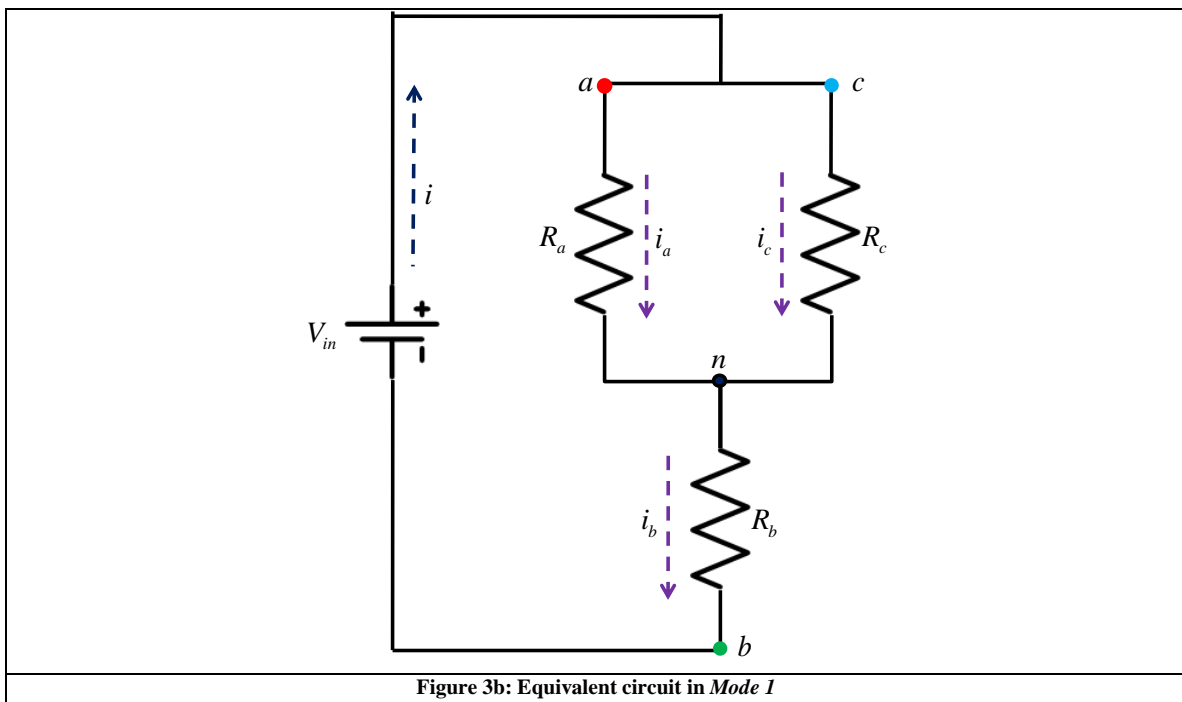 a
c
i
R_a
i_a
i_c
R_c
+
V_in
-
n
i_b
R_b
b
Figure 3b: Equivalent circuit in Mode 1